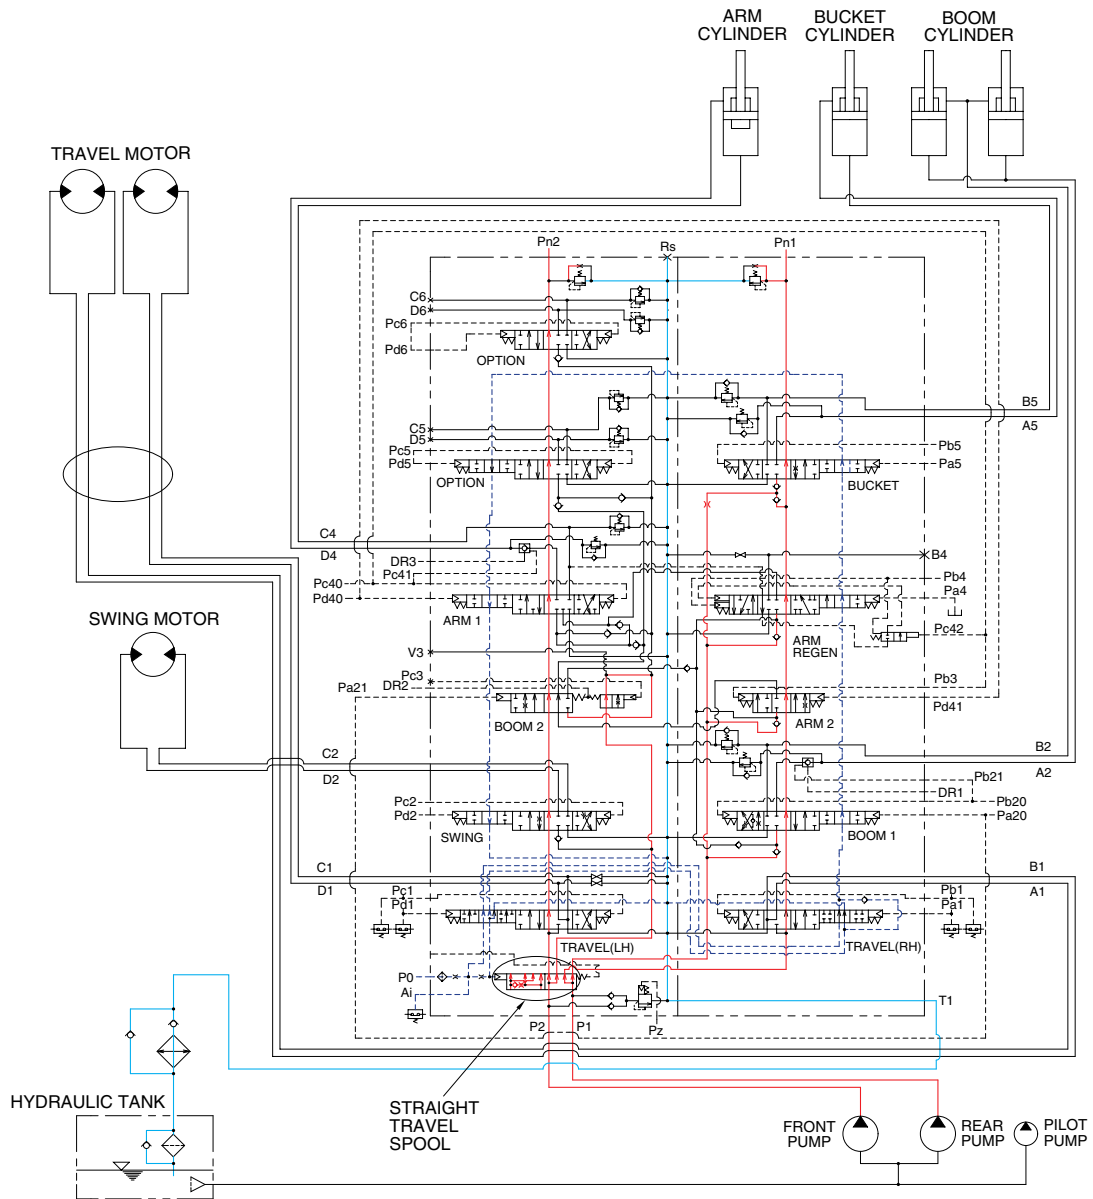 ARM
CYLINDER
BUCKET
CYLINDER
BOOM
CYLINDER
TRAVEL MOTOR
Pn2
Rs
Pn1
C6
D6
Pc6
Pd6
OPTION
B5
A5
C5
D5
Pc5
Pd5
OPTION
Pb5
Pa5
BUCKET
C4
D4
DR3
Pc41
Pc40
Pd40
ARM 1
B4
Pb4
Pa4
Pc42
ARM
REGEN
SWING MOTOR
V3
Pc3
DR2
Pa21
BOOM 2
Pb3
Pd41
ARM 2
C2
D2
B2
A2
Pb21
DR1
Pc2
Pd2
SWING
Pb20
Pa20
BOOM 1
C1
D1
B1
A1
Pc1
Pd1
Pb1
Pa1
TRAVEL(LH)
TRAVEL(RH)
P0
Ai
T1
P2
P1
Pz
HYDRAULIC TANK
STRAIGHT
TRAVEL
SPOOL
FRONT
PUMP
REAR
PUMP
PILOT
PUMP